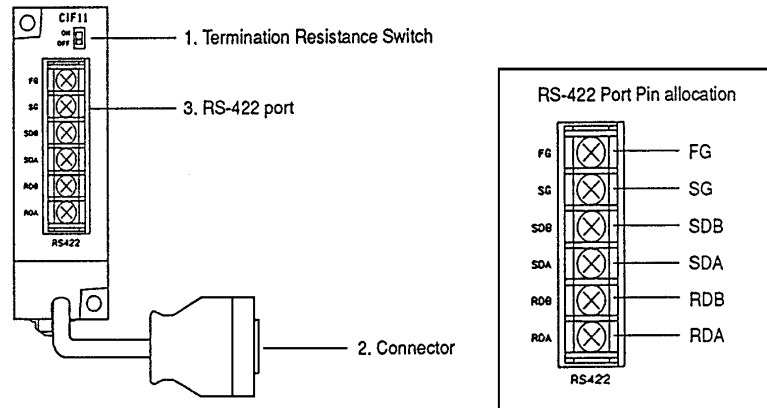 CIF11
ON
OFF
1. Termination Resistance Switch
FG
SG
SDB
SDA
RDB
RDA
3. RS-422 port
RS422
2. Connector
RS-422 Port Pin allocation
FG FG
SG SG
SDB SDB
SDA SDA
RDB RDB
RDA RDA
RS422